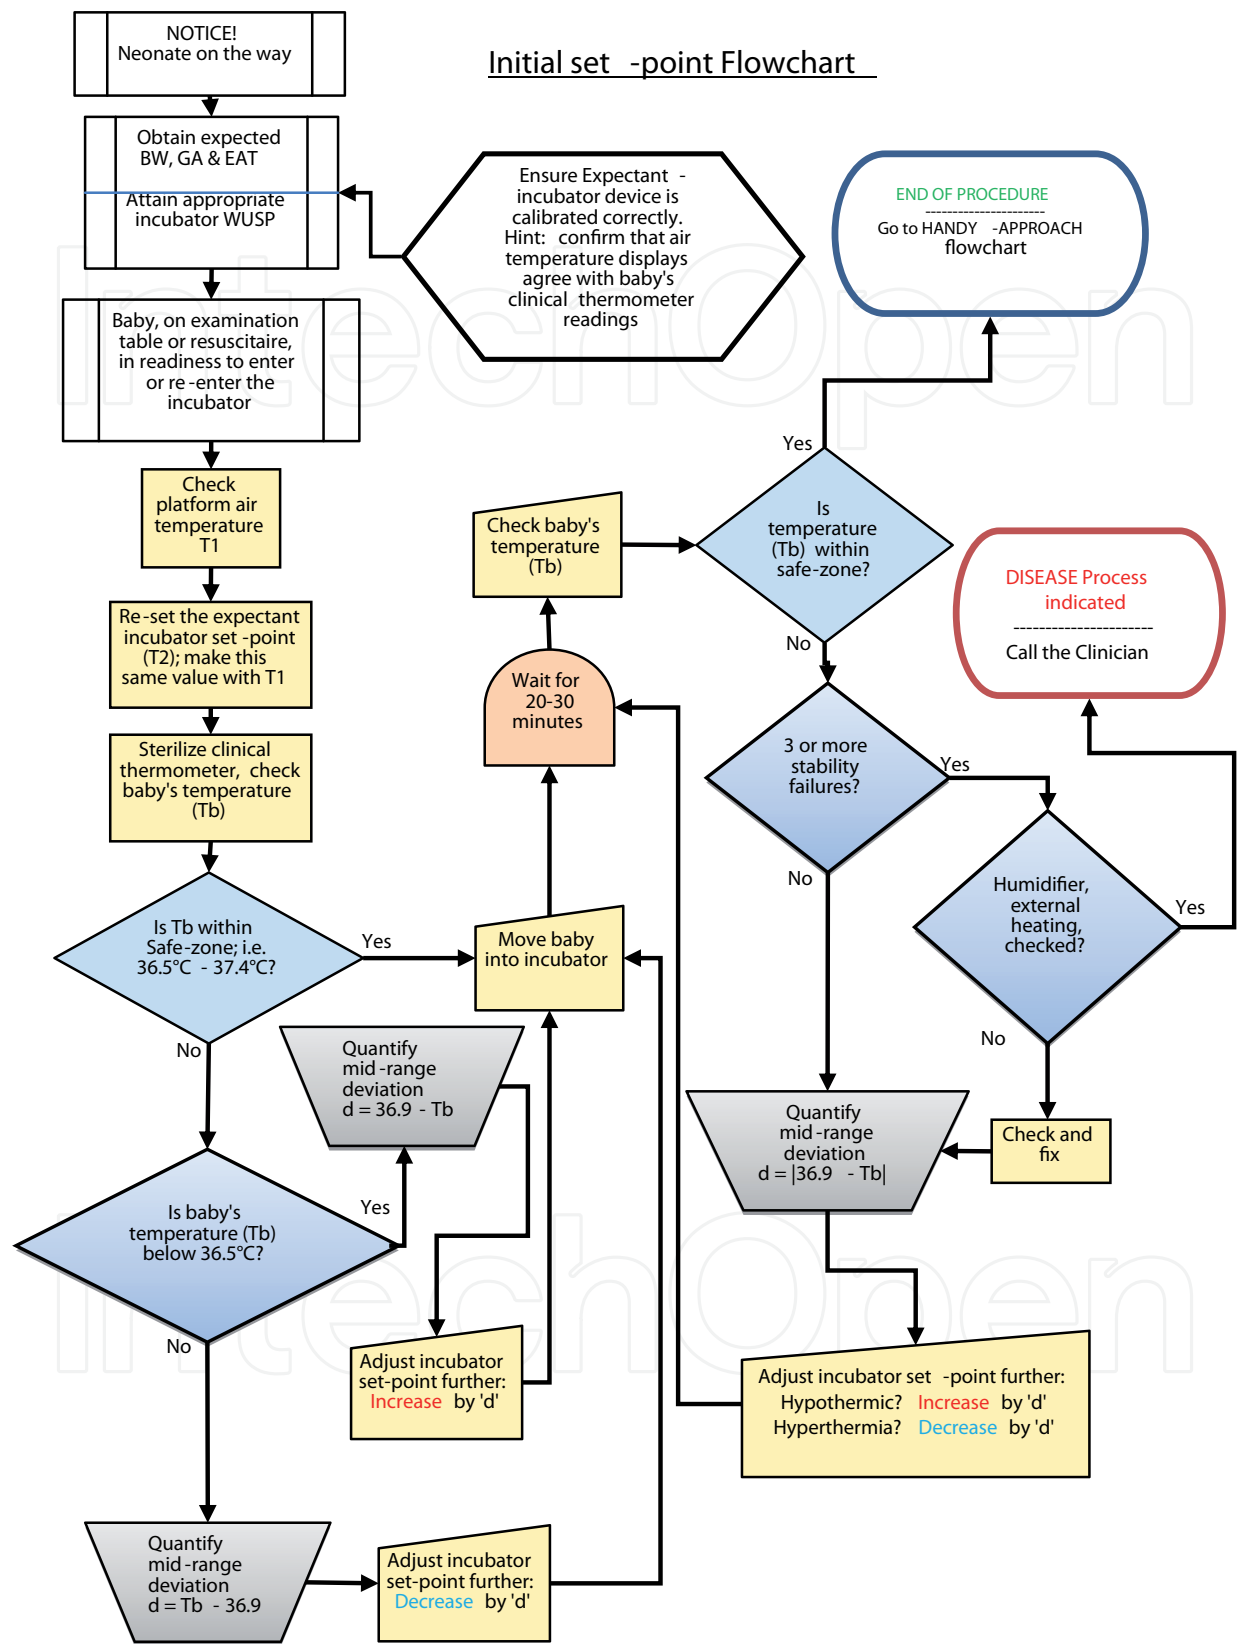 NOTICE!
Neonate on the way
Initial set -point Flowchart
Obtain expected
BW, GA & EAT
Attain appropriate
incubator WUSP
Ensure Expectant -
incubator device is
calibrated correctly.
Hint: confirm that air
temperature displays
agree with baby's
clinical thermometer
readings
END OF PROCEDURE
----------------------
Go to HANDY -APPROACH
flowchart
Baby, on examination
table or resuscitaire,
in readiness to enter
or re-enter the
incubator
Check
platform air
temperature
T1
Re-set the expectant
incubator set -point
(T2); make this
same value with T1
Sterilize clinical
thermometer, check
baby's temperature
(Tb)
Is Tb within
Safe-zone; i.e.
36.5°C - 37.4°C?
Yes
No
Is baby's
temperature (Tb)
below 36.5°C?
Yes
No
Quantify
mid-range
deviation
d = 36.9 - Tb
Adjust incubator
set-point further:
Increase by 'd'
Quantify
mid-range
deviation
d = Tb - 36.9
Adjust incubator
set-point further:
Decrease by 'd'
Move baby
into incubator
Wait for
20-30
minutes
Check baby's
temperature
(Tb)
Is
temperature
(Tb) within
safe-zone?
Yes
No
3 or more
stability
failures?
Yes
No
Humidifier,
external
heating,
checked?
Yes
No
DISEASE Process
indicated
----------------------
Call the Clinician
Check and
fix
Quantify
mid-range
deviation
d = |36.9 - Tb|
Adjust incubator set -point further:
Hypothermic? Increase by 'd'
Hyperthermia? Decrease by 'd'
IntechOpen
IntechOpen